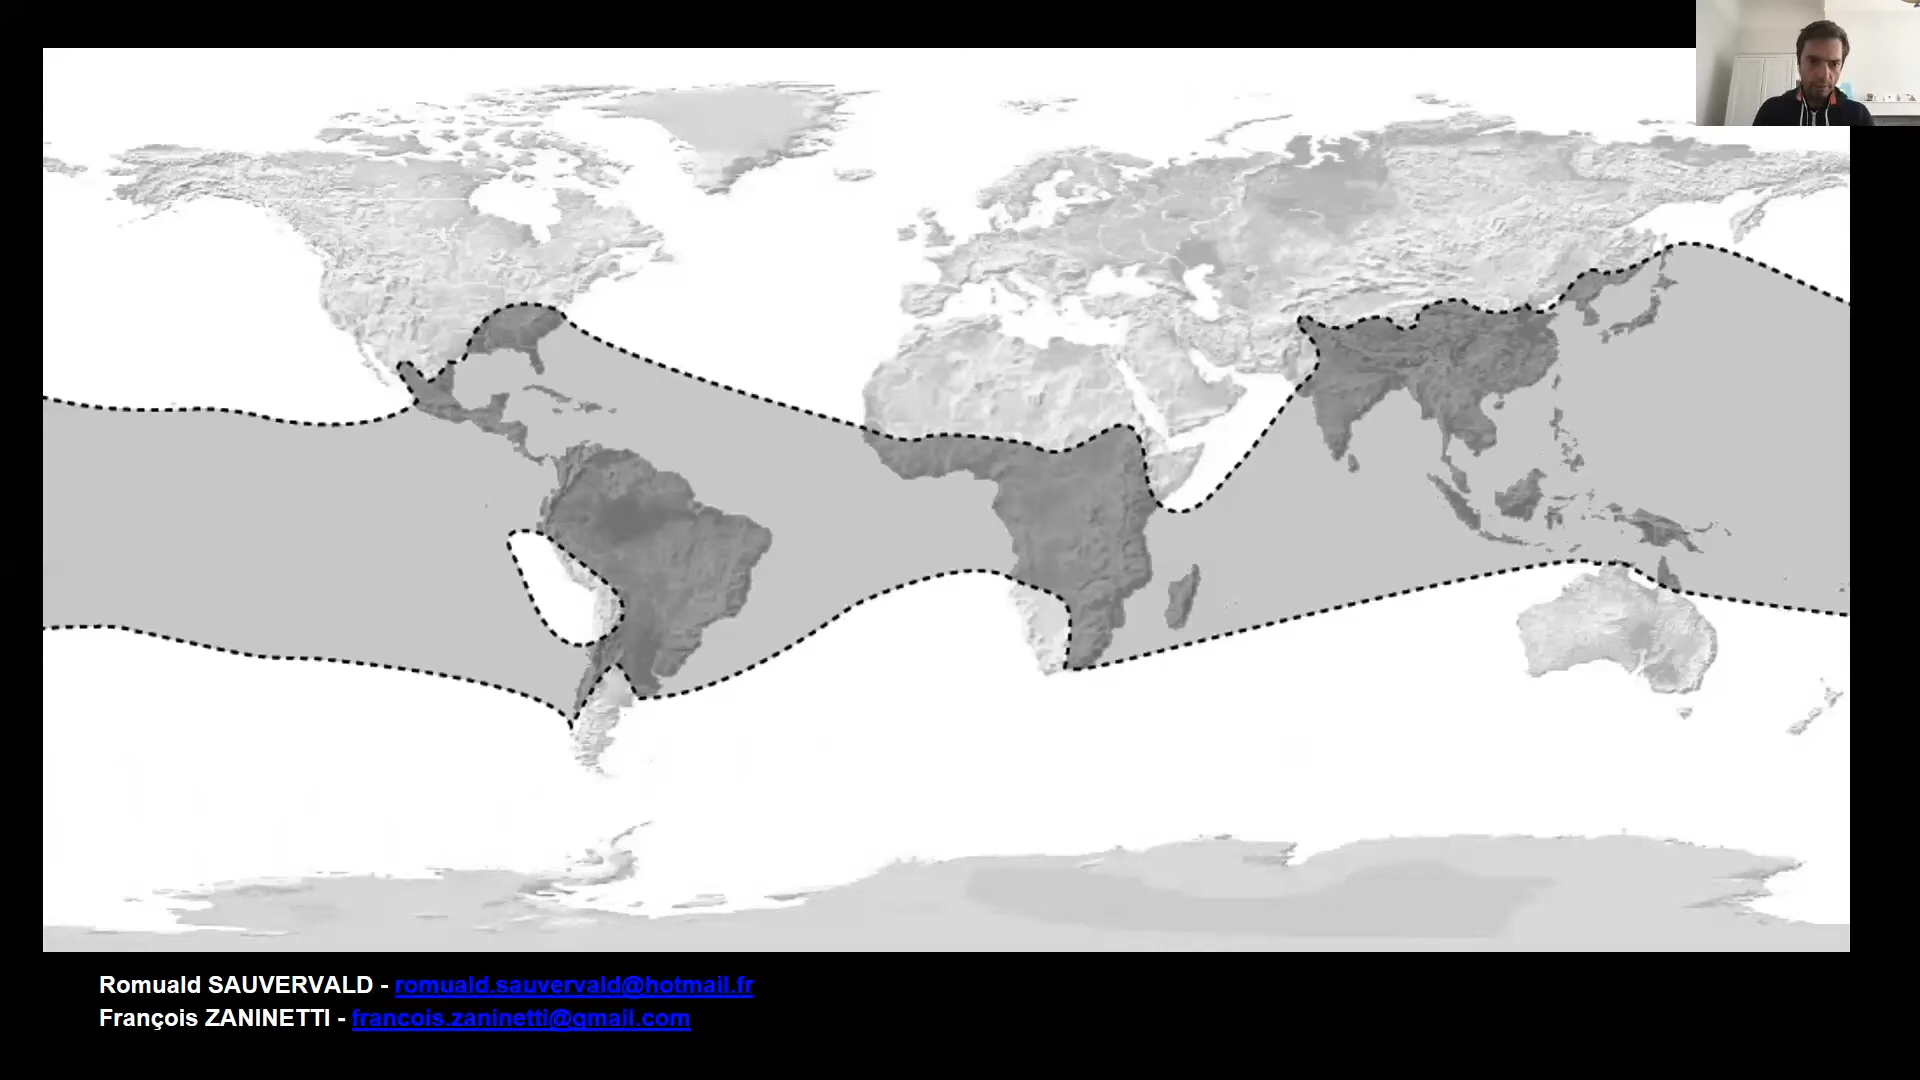 Romuald SAUVERVALD - romuald.sauvervald@hotmail.fr
François ZANINETTI - francois.zaninetti@gmail.com